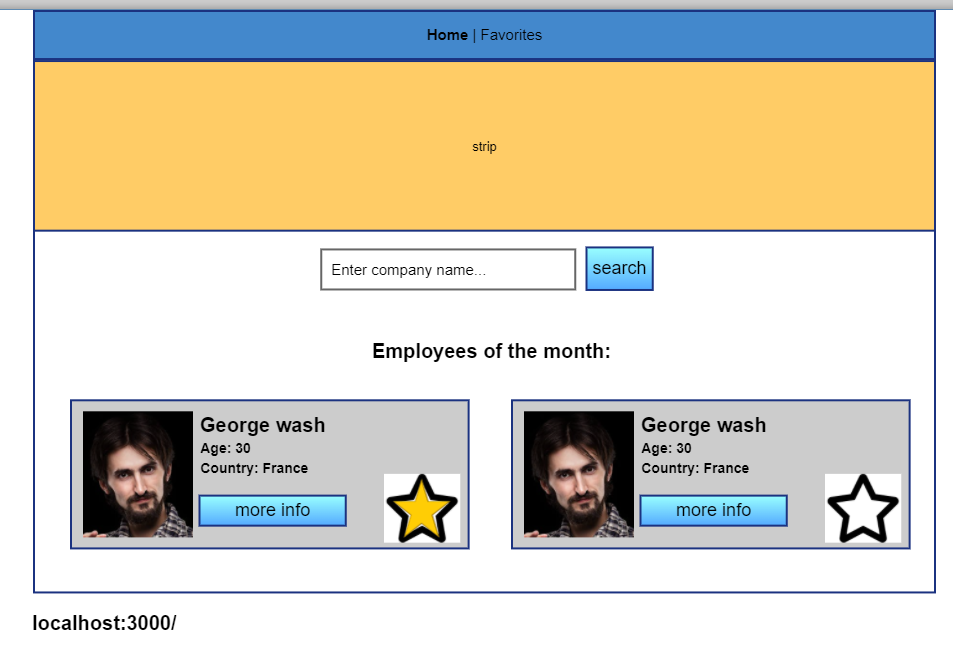 Home | Favorites
strip
Enter company name...
search
Employees of the month:
George wash
Age: 30
Country: France
more info
George wash
Age: 30
Country: France
more info
localhost:3000/